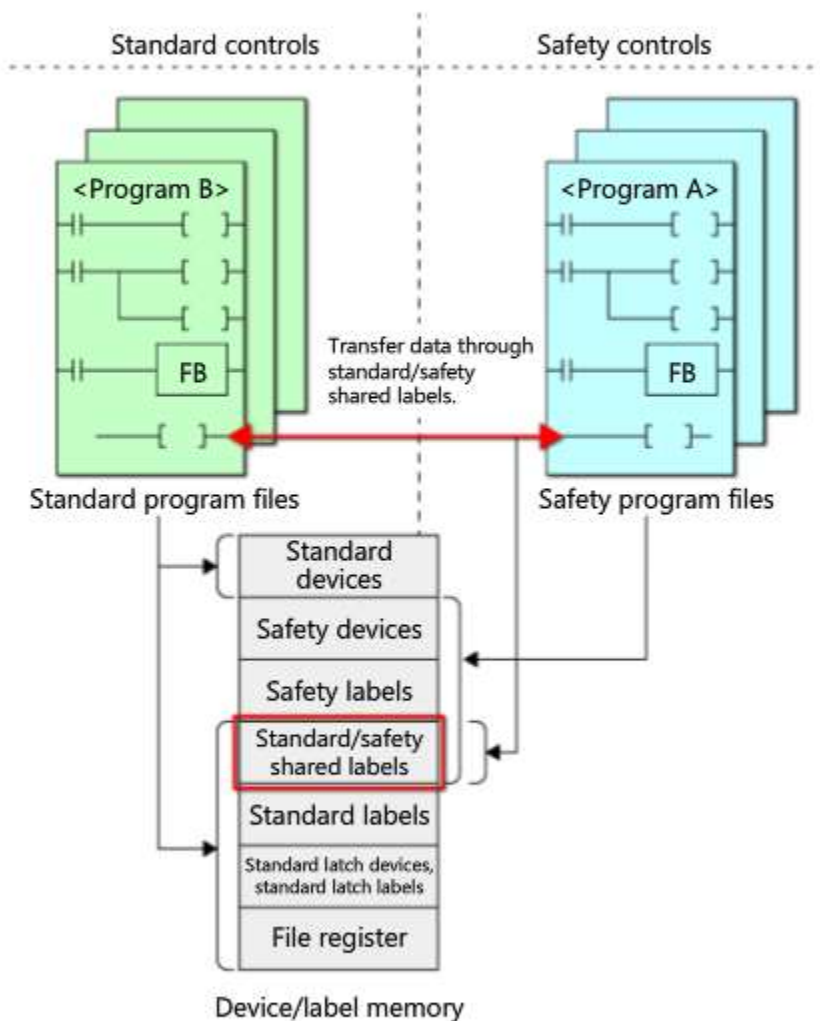 Standard controls
Safety controls
<Program B>
FB
<Program A>
FB
Transfer data through
standard/safety
shared labels.
Standard program files
Safety program files
Standard
devices
Safety devices
Safety labels
Standard/safety
shared labels
Standard labels
Standard latch devices,
standard latch labels
File register
Device/label memory